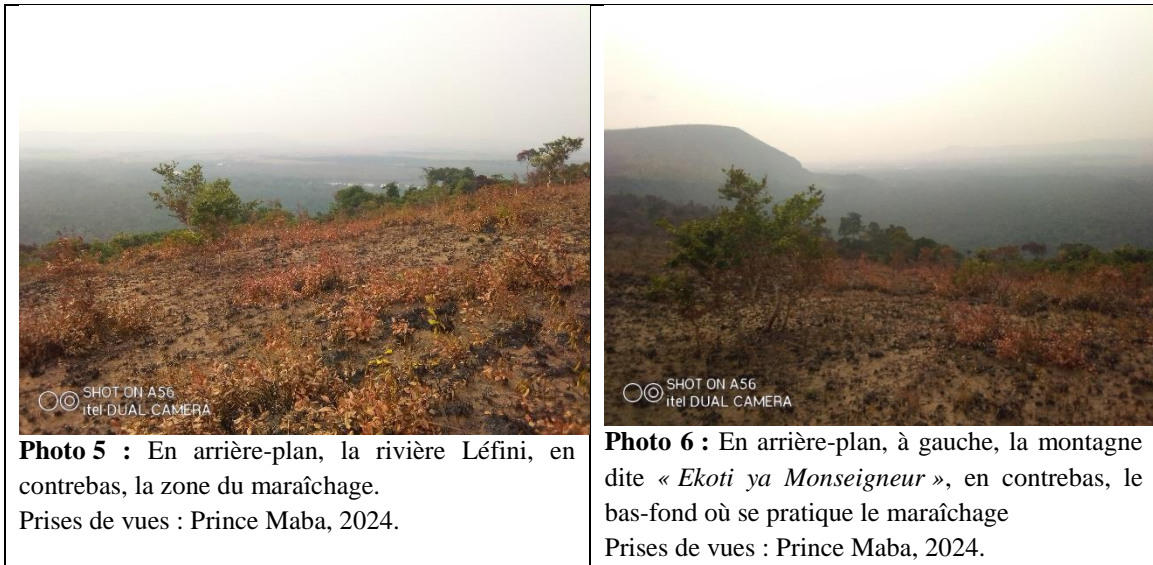 SHOT ON A56
itel DUAL CAMERA
Photo 5 : En arrière-plan, la rivière Léfini, en
contrebas, la zone du maraîchage.
Prises de vues : Prince Maba, 2024.
SHOT ON A56
itel DUAL CAMERA
Photo 6 : En arrière-plan, à gauche, la montagne
dite « Ekoti ya Monseigneur », en contrebas, le
bas-fond où se pratique le maraîchage
Prises de vues : Prince Maba, 2024.